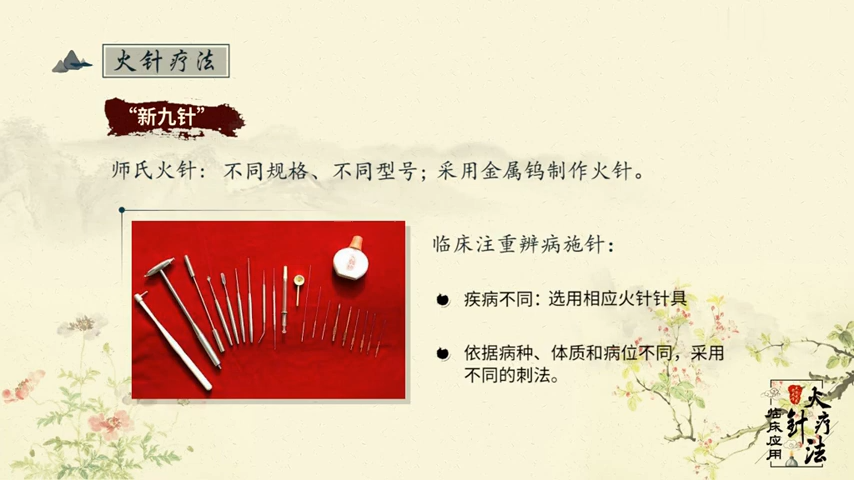 火针疗法
“新九针”
师氏火针：不同规格、不同型号；采用金属钨制作火针。
临床注重辨病施针：
疾病不同：选用相应火针针具
依据病种、体质和病位不同，采用
不同的刺法。
火针疗法
临床应用